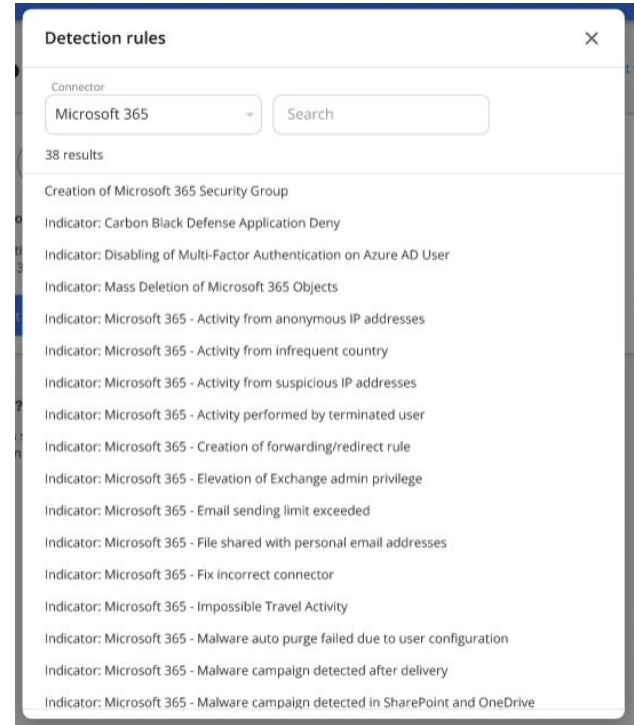 Detection rules
Connector
Microsoft 365
Search
38 results
Creation of Microsoft 365 Security Group
Indicator: Carbon Black Defense Application Deny
Indicator: Disabling of Multi-Factor Authentication on Azure AD User
Indicator: Mass Deletion of Microsoft 365 Objects
Indicator: Microsoft 365 - Activity from anonymous IP addresses
Indicator: Microsoft 365 - Activity from infrequent country
Indicator: Microsoft 365 - Activity from suspicious IP addresses
Indicator: Microsoft 365 - Activity performed by terminated user
Indicator: Microsoft 365 - Creation of forwarding/redirect rule
Indicator: Microsoft 365 - Elevation of Exchange admin privilege
Indicator: Microsoft 365 - Email sending limit exceeded
Indicator: Microsoft 365 - File shared with personal email addresses
Indicator: Microsoft 365 - Fix incorrect connector
Indicator: Microsoft 365 - Impossible Travel Activity
Indicator: Microsoft 365 - Malware auto purge failed due to user configuration
Indicator: Microsoft 365 - Malware campaign detected after delivery
Indicator: Microsoft 365 - Malware campaign detected in SharePoint and OneDrive